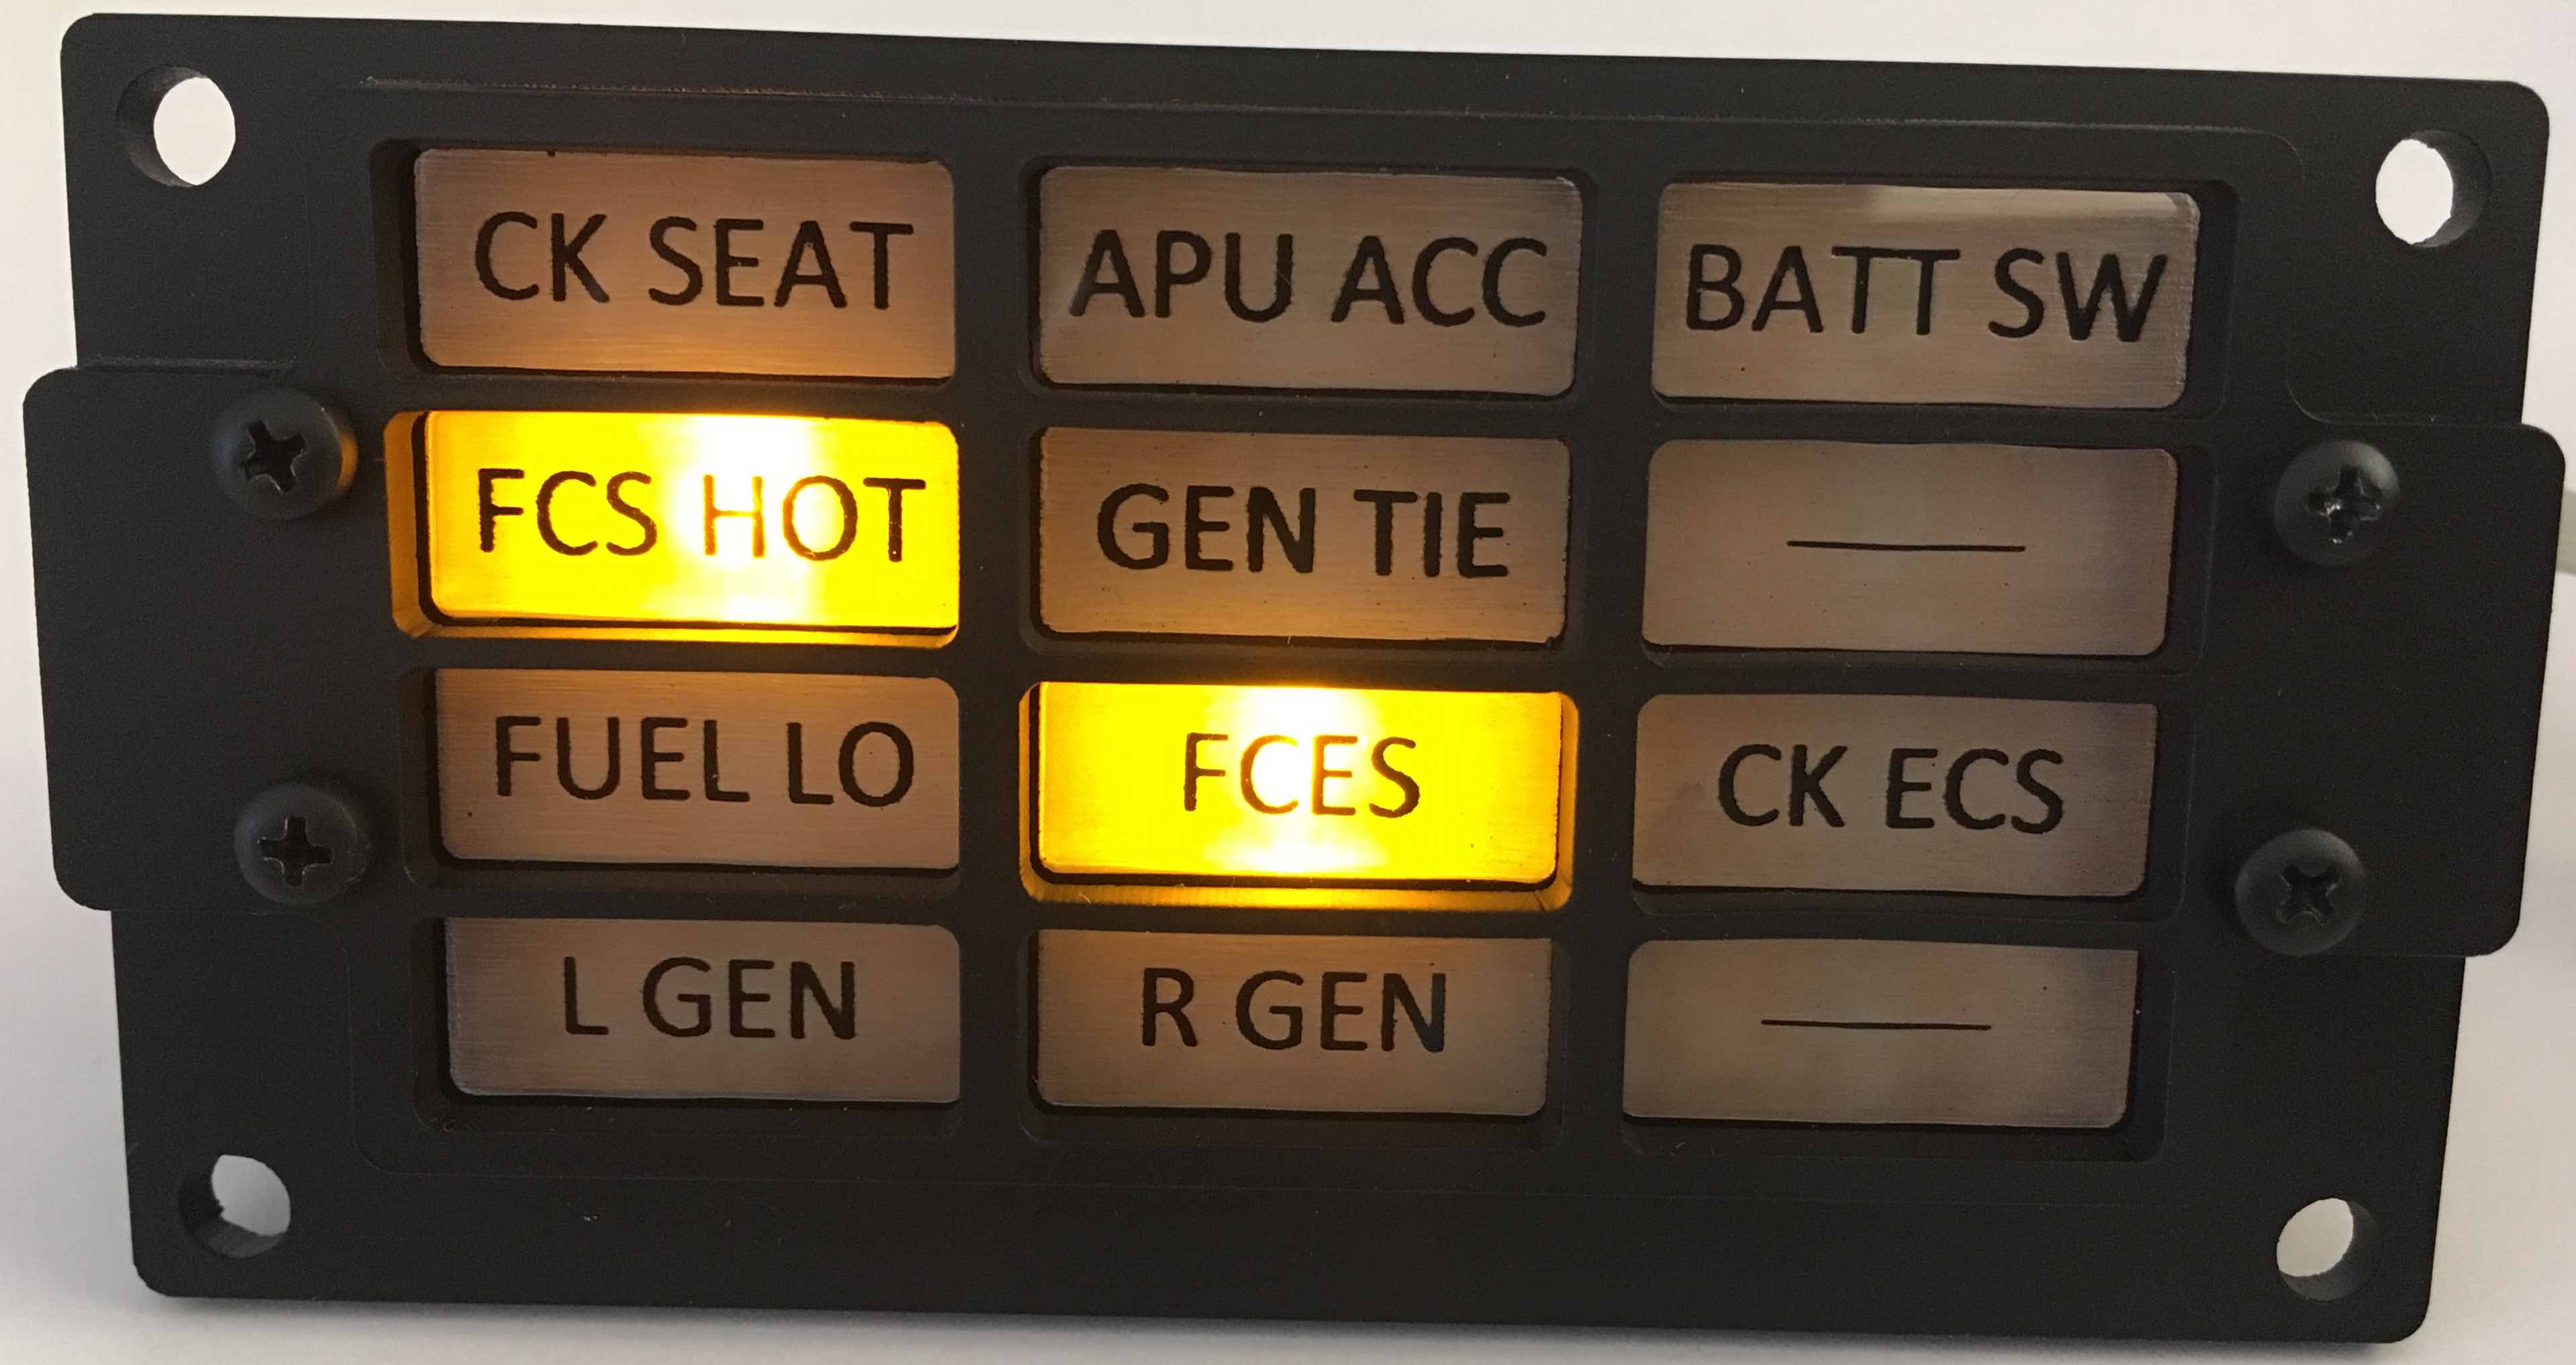 CK SEAT
APU ACC
BATT SW
FCS HOT
GEN TIE
FUEL LO
FCES
CK ECS
L GEN
R GEN